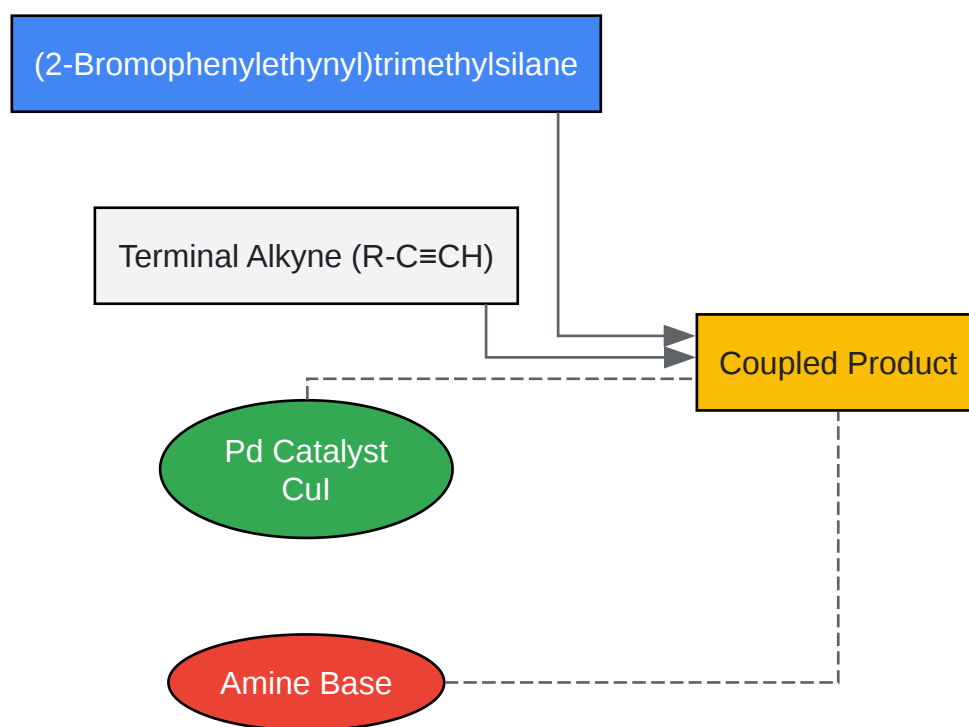 (2-Bromophenylethynyl)trimethylsilane
Terminal Alkyne (R-C≡CH)
Coupled Product
Pd Catalyst
CuI
Amine Base